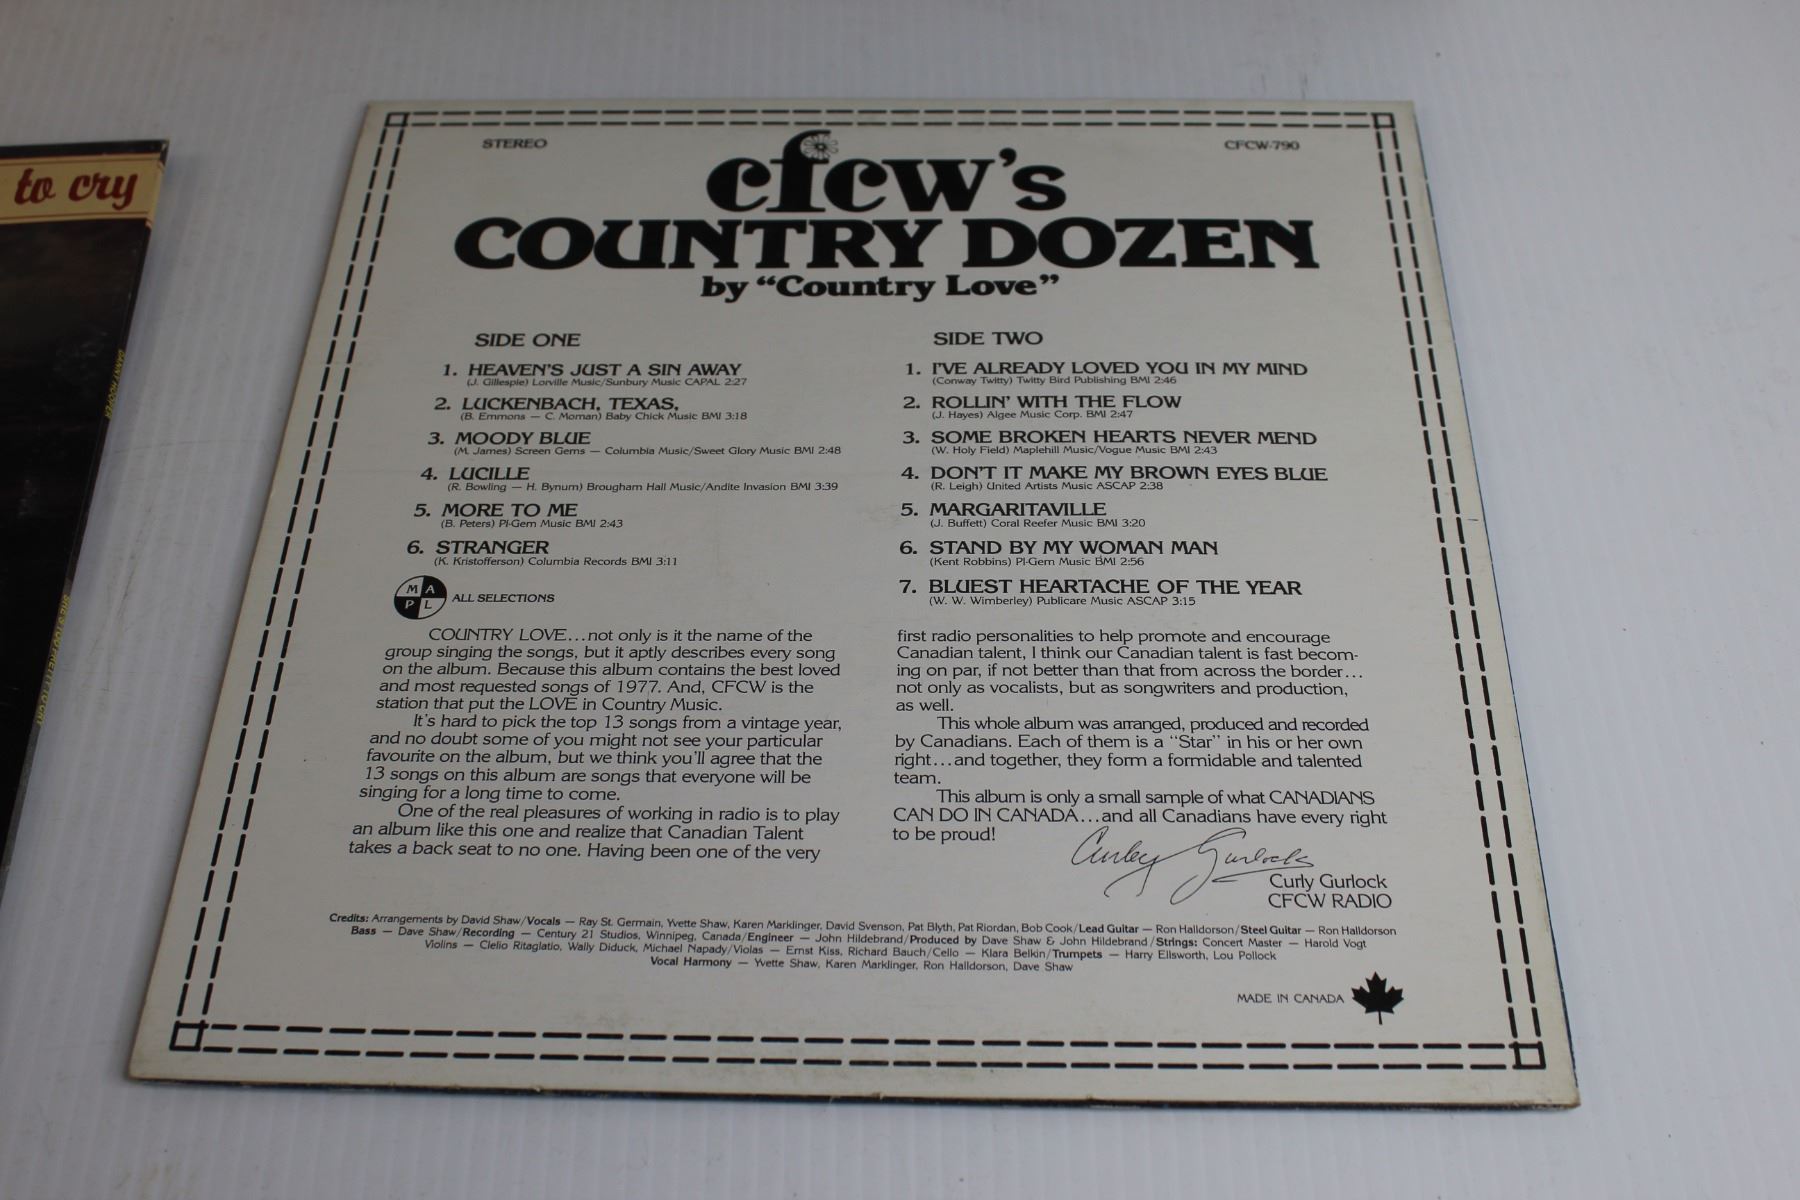 to cry
DANNY HOOPER
SHE'S TOO PRETTY TO CRY
STEREO
CFCW-790
cfcw's
COUNTRY DOZEN
by "Country Love"
SIDE ONE
1. HEAVEN'S JUST A SIN AWAY
(J. Gillespie) Lorville Music/Sunbury Music CAPAL 2:27
2. LUCKENBACH, TEXAS,
(B. Emmons — C. Moman) Baby Chick Music BMI 3:18
3. MOODY BLUE
(M. James) Screen Gems — Columbia Music/Sweet Glory Music BMI 2:48
4. LUCILLE
(R. Bowling — H. Bynum) Brougham Hall Music/Andite Invasion BMI 3:39
5. MORE TO ME
(B. Peters) PI-Gem Music BMI 2:43
6. STRANGER
(K. Kristofferson) Columbia Records BMI 3:11
M A
P L
ALL SELECTIONS
SIDE TWO
1. I'VE ALREADY LOVED YOU IN MY MIND
(Conway Twitty) Twitty Bird Publishing BMI 2:46
2. ROLLIN' WITH THE FLOW
(J. Hayes) Algee Music Corp. BMI 2:47
3. SOME BROKEN HEARTS NEVER MEND
(W. Holy Field) Maplehill Music/Vogue Music BMI 2:43
4. DON'T IT MAKE MY BROWN EYES BLUE
(R. Leigh) United Artists Music ASCAP 2:38
5. MARGARITAVILLE
(J. Buffett) Coral Reefer Music BMI 3:20
6. STAND BY MY WOMAN MAN
(Kent Robbins) PI-Gem Music BMI 2:56
7. BLUEST HEARTACHE OF THE YEAR
(W. W. Wimberley) Publicare Music ASCAP 3:15
COUNTRY LOVE...not only is it the name of the
group singing the songs, but it aptly describes every song
on the album. Because this album contains the best loved
and most requested songs of 1977. And, CFCW is the
station that put the LOVE in Country Music.
It's hard to pick the top 13 songs from a vintage year,
and no doubt some of you might not see your particular
favourite on the album, but we think you'll agree that the
13 songs on this album are songs that everyone will be
singing for a long time to come.
One of the real pleasures of working in radio is to play
an album like this one and realize that Canadian Talent
takes a back seat to no one. Having been one of the very
first radio personalities to help promote and encourage
Canadian talent, I think our Canadian talent is fast becom-
ing on par, if not better than that from across the border...
not only as vocalists, but as songwriters and production,
as well.
This whole album was arranged, produced and recorded
by Canadians. Each of them is a "Star" in his or her own
right...and together, they form a formidable and talented
team.
This album is only a small sample of what CANADIANS
CAN DO IN CANADA...and all Canadians have every right
to be proud!
Curley Gurlock
Curly Gurlock
CFCW RADIO
Credits: Arrangements by David Shaw/Vocals — Ray St. Germain, Yvette Shaw, Karen Marklinger, David Svenson, Pat Blyth, Pat Riordan, Bob Cook/Lead Guitar — Ron Halldorson/Steel Guitar — Ron Halldorson
Bass — Dave Shaw/Recording — Century 21 Studios, Winnipeg, Canada/Engineer — John Hildebrand/Produced by Dave Shaw & John Hildebrand/Strings: Concert Master — Harold Vogt
Violins — Clelio Ritaglatio, Wally Diduck, Michael Napady/Violas — Ernst Kiss, Richard Bauch/Cello — Klara Belkin/Trumpets — Harry Ellsworth, Lou Pollock
Vocal Harmony — Yvette Shaw, Karen Marklinger, Ron Halldorson, Dave Shaw
MADE IN CANADA